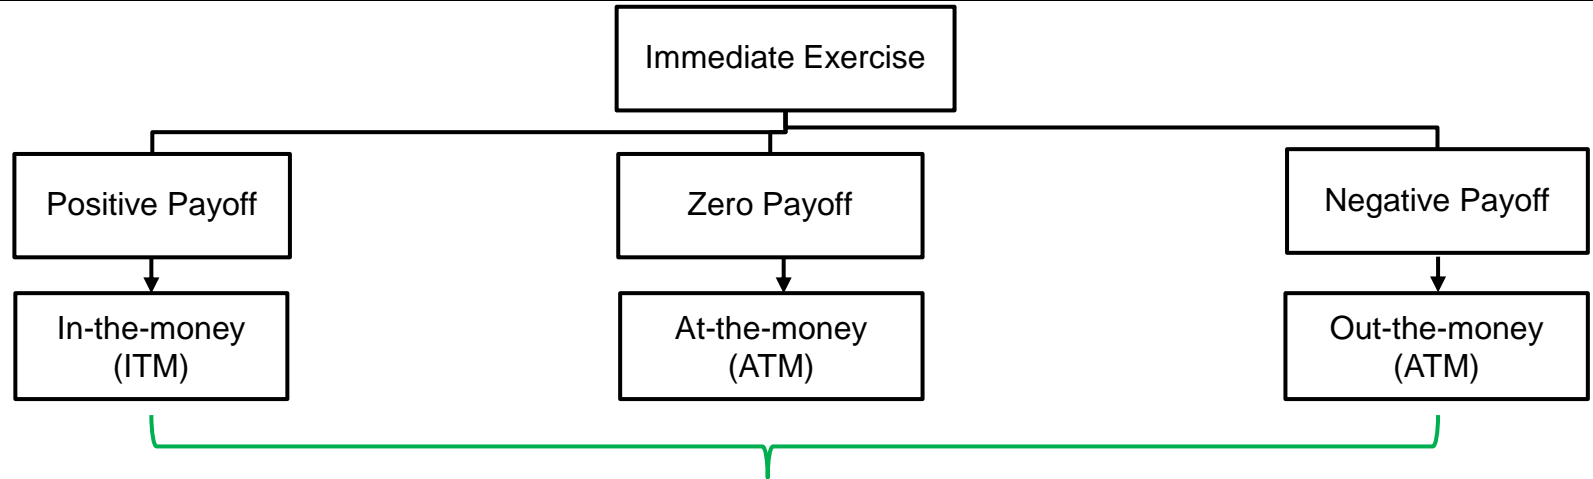 Immediate Exercise
Positive Payoff
Zero Payoff
Negative Payoff
In-the-money
(ITM)
At-the-money
(ATM)
Out-the-money
(ATM)